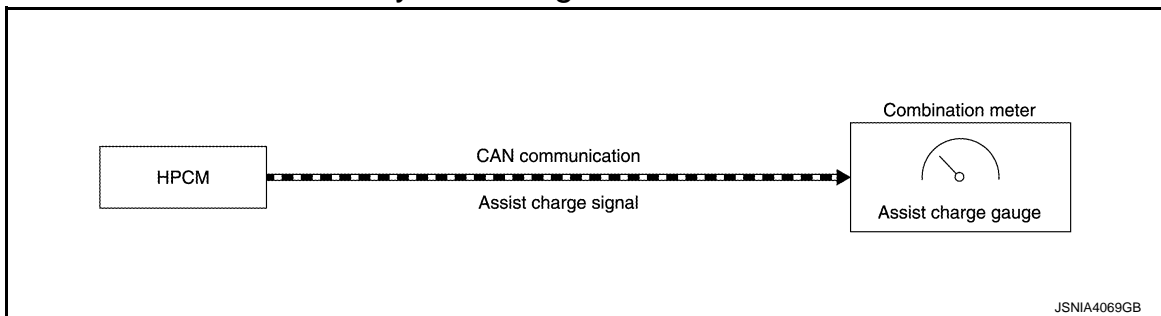 HPCM
CAN communication
Assist charge signal
Combination meter
Assist charge gauge
JSNIA4069GB